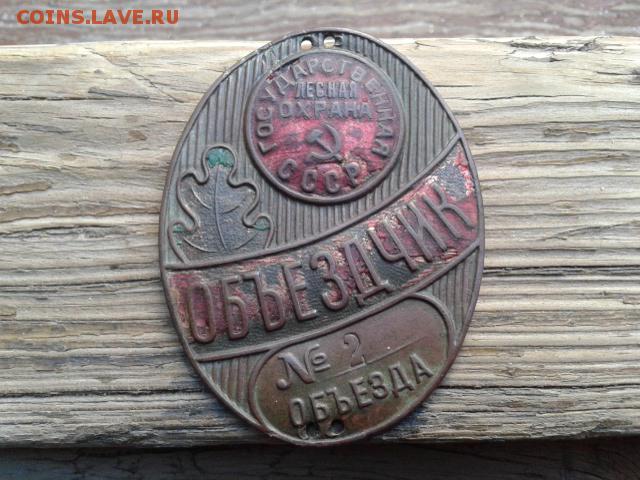 COINS.LAVE.RU
ГОСУДАРСТВЕННАЯ
ЛЕСНАЯ
ОХРАНА
СССР
ОБЪЕЗДЧИК
№ 2
ОБЪЕЗДА